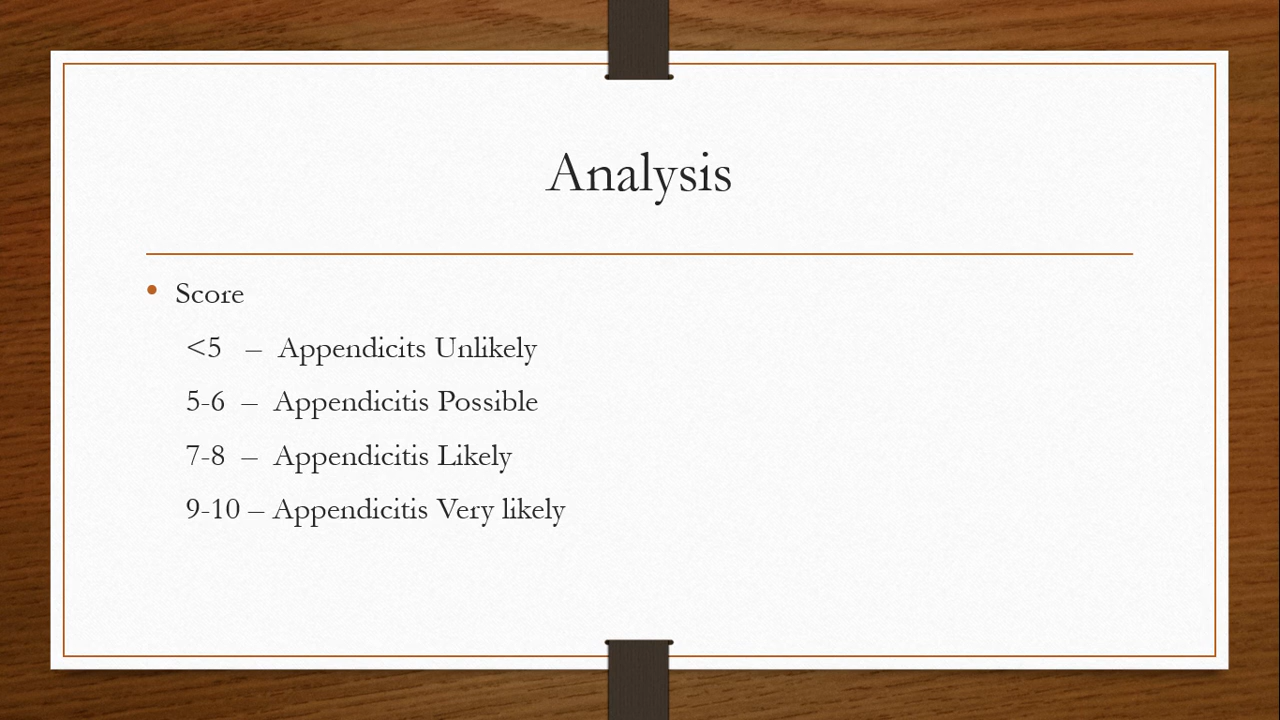 Analysis
• Score
<5 – Appendicits Unlikely
5-6 – Appendicitis Possible
7-8 – Appendicitis Likely
9-10 – Appendicitis Very likely